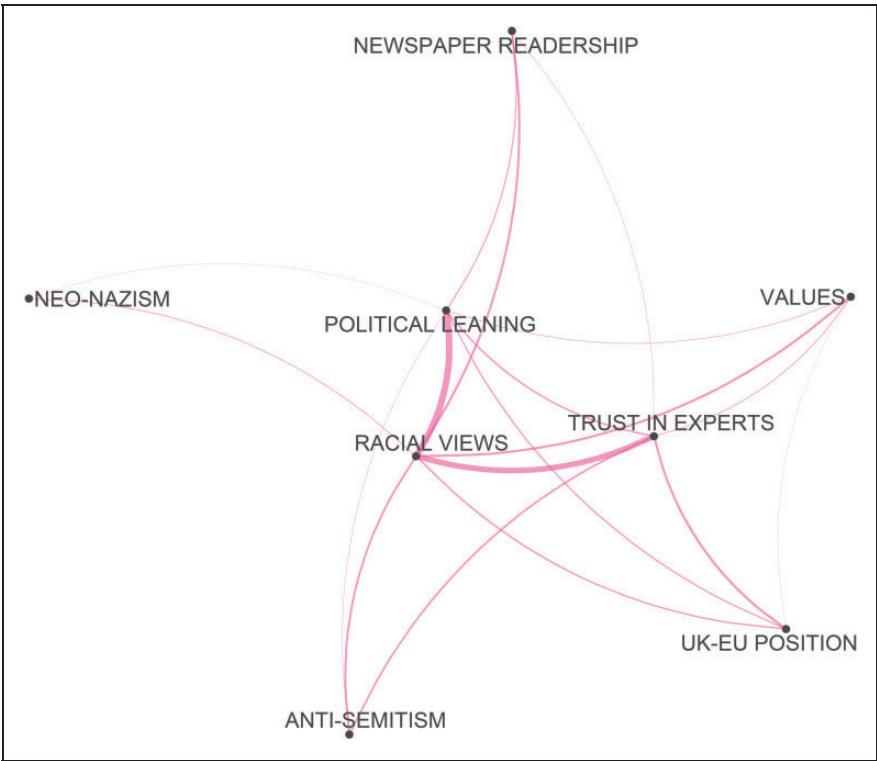 NEWSPAPER READERSHIP
NEO-NAZISM
VALUES
POLITICAL LEANING
TRUST IN EXPERTS
RACIAL VIEWS
UK-EU POSITION
ANTI-SEMITISM